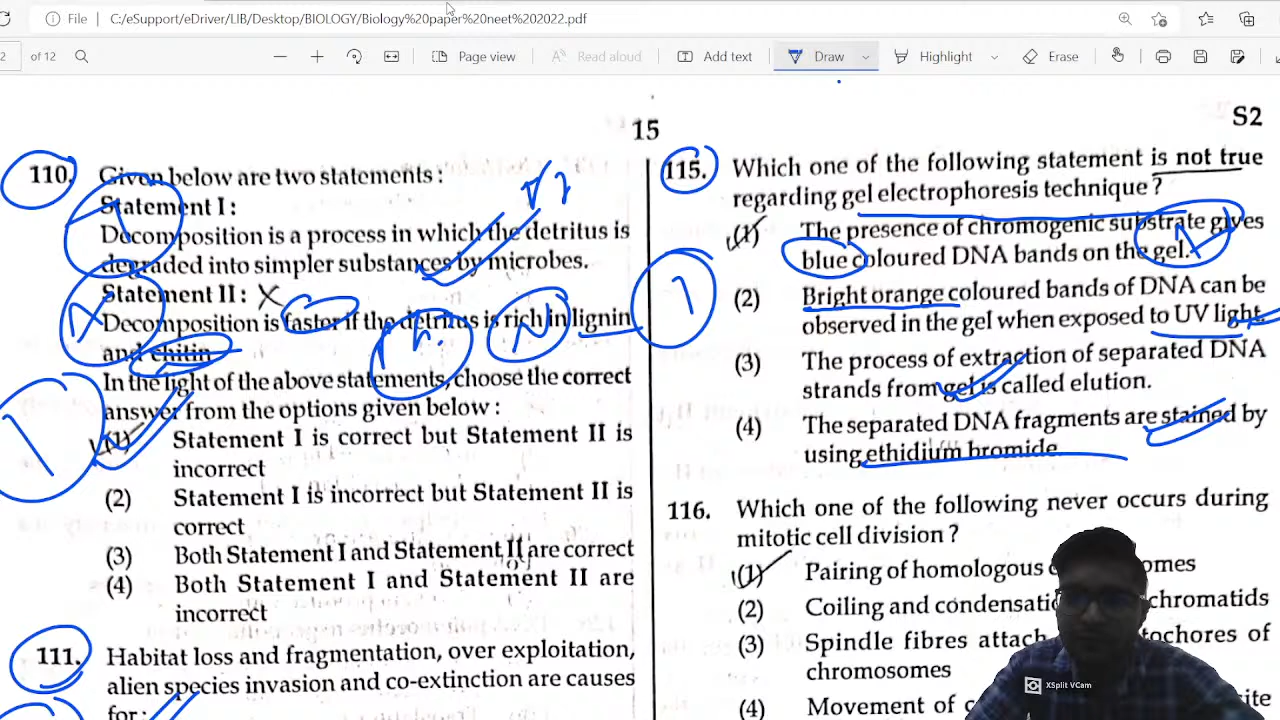 File
C:/eSupport/eDriver/LIB/Desktop/BIOLOGY/Biology%20paper%20neet%202022.pdf
2 of 12
Page view
Read aloud
Add text
Draw
Highlight
Erase
15
S2
110. Given below are two statements :
Statement I :
Decomposition is a process in which the detritus is
degraded into simpler substances by microbes.
Statement II : X
Decomposition is faster if the detritus is rich in lignin
and chitin
In the light of the above statements, choose the correct
answer from the options given below :
(1) Statement I is correct but Statement II is
incorrect
(2) Statement I is incorrect but Statement II is
correct
(3) Both Statement I and Statement II are correct
(4) Both Statement I and Statement II are
incorrect
111. Habitat loss and fragmentation, over exploitation,
alien species invasion and co-extinction are causes
for :
115. Which one of the following statement is not true
regarding gel electrophoresis technique ?
(1) The presence of chromogenic substrate gives
blue coloured DNA bands on the gel.
(2) Bright orange coloured bands of DNA can be
observed in the gel when exposed to UV light.
(3) The process of extraction of separated DNA
strands from gel is called elution.
(4) The separated DNA fragments are stained by
using ethidium bromide.
116. Which one of the following never occurs during
mitotic cell division ?
(1) Pairing of homologous
(2) Coiling and chromatids
(3) Spindle fibres attach of
chromosomes
(4) Movement of
XSplit VCam